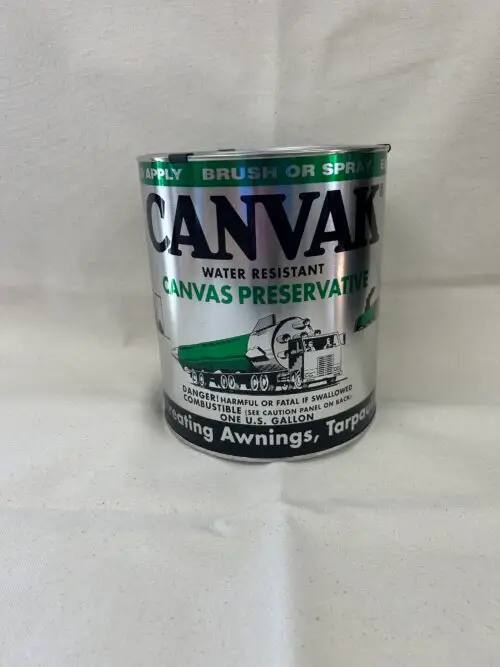 APPLY BRUSH OR SPRAY
CANVAK
WATER RESISTANT
CANVAS PRESERVATIVE
DANGER! HARMFUL OR FATAL IF SWALLOWED
COMBUSTIBLE (SEE CAUTION PANEL ON BACK)
ONE U.S. GALLON
eating Awnings, Tarpau